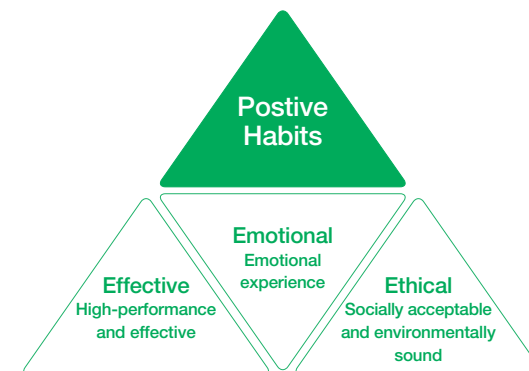 Postive
Habits
Emotional
Emotional
experience
Effective
High-performance
and effective
Ethical
Socially acceptable
and environmentally
sound